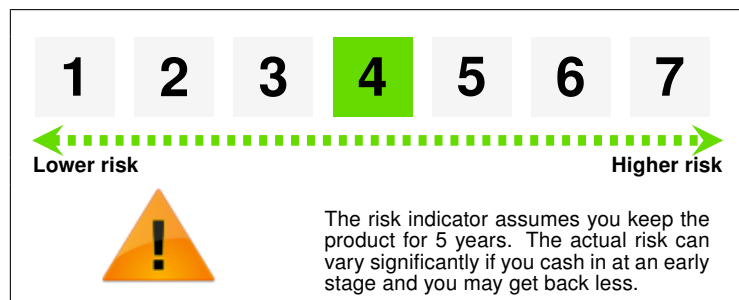 1 2 3 4 5 6 7
Lower risk Higher risk
!
The risk indicator assumes you keep the
product for 5 years. The actual risk can
vary significantly if you cash in at an early
stage and you may get back less.